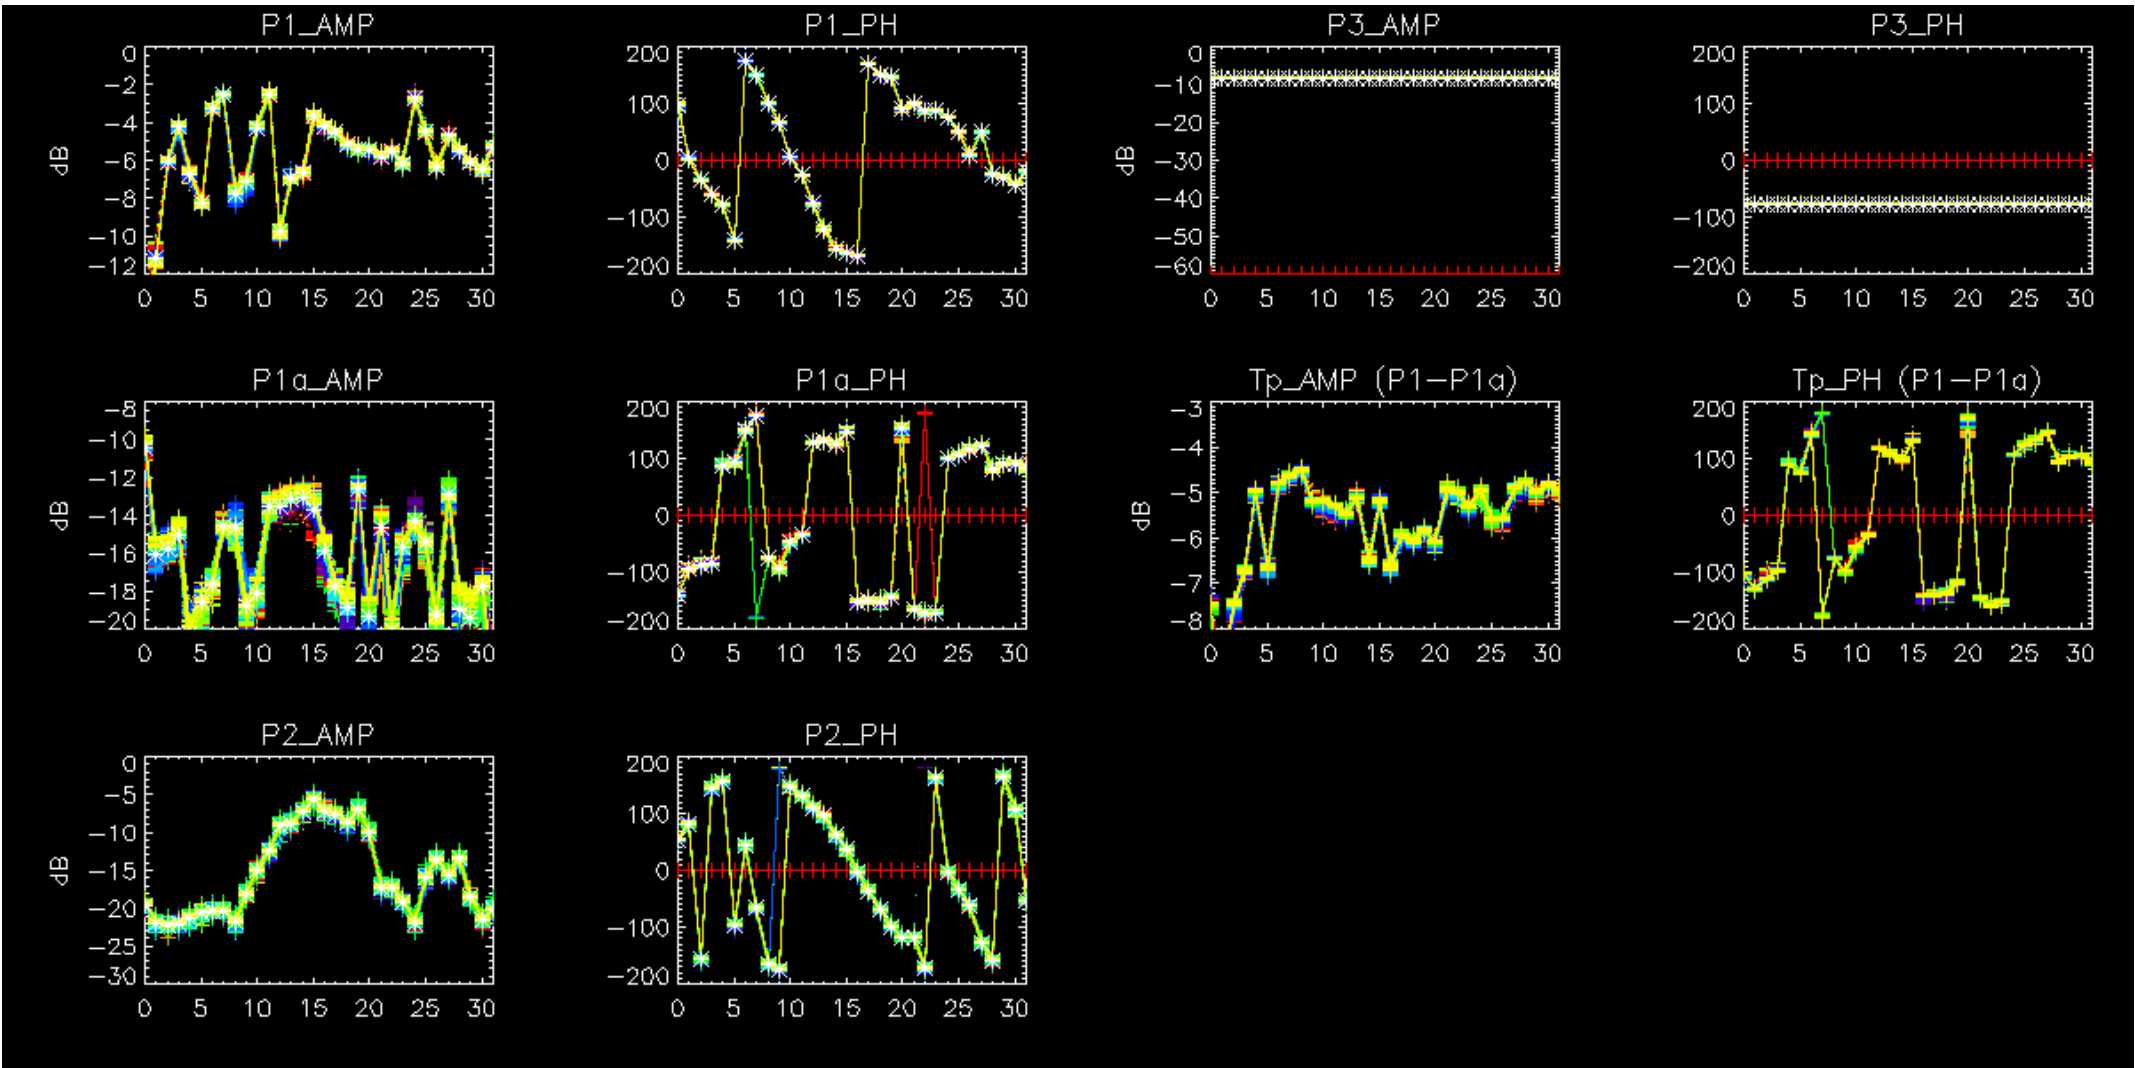 P1_AMP
dB
0
−2
−4
−6
−8
−10
−12
0 5 10 15 20 25 30
P1_PH
200
100
0
−100
−200
0 5 10 15 20 25 30
P3_AMP
dB
0
−10
−20
−30
−40
−50
−60
0 5 10 15 20 25 30
P3_PH
200
100
0
−100
−200
0 5 10 15 20 25 30
P1a_AMP
dB
−8
−10
−12
−14
−16
−18
−20
0 5 10 15 20 25 30
P1a_PH
200
100
0
−100
−200
0 5 10 15 20 25 30
Tp_AMP (P1−P1a)
dB
−3
−4
−5
−6
−7
−8
0 5 10 15 20 25 30
Tp_PH (P1−P1a)
200
100
0
−100
−200
0 5 10 15 20 25 30
P2_AMP
dB
0
−5
−10
−15
−20
−25
−30
0 5 10 15 20 25 30
P2_PH
200
100
0
−100
−200
0 5 10 15 20 25 30